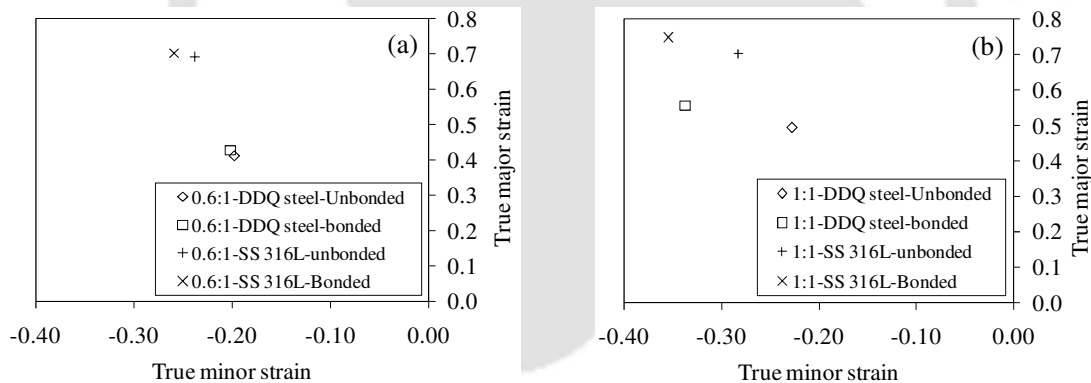 (a)
0.8
0.7
0.6
0.5
0.4
0.3
0.2
0.1
0.0
True major strain
0.6:1-DDQ steel-Unbonded
0.6:1-DDQ steel-bonded
0.6:1-SS 316L-unbonded
0.6:1-SS 316L-Bonded
-0.40 -0.30 -0.20 -0.10 0.00
True minor strain
(b)
0.8
0.7
0.6
0.5
0.4
0.3
0.2
0.1
0.0
True major strain
1:1-DDQ steel-Unbonded
1:1-DDQ steel-bonded
1:1-SS 316L-unbonded
1:1-SS 316L-Bonded
-0.40 -0.30 -0.20 -0.10 0.00
True minor strain